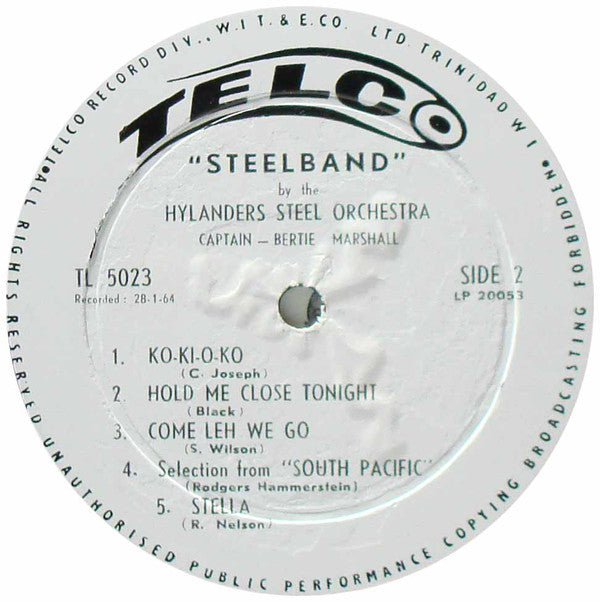 •TELCO RECORD DIV., W.I.T. & E.CO. LTD. TRINIDAD W I •
TELCO
"STEELBAND"
by the
HYLANDERS STEEL ORCHESTRA
CAPTAIN – BERTIE MARSHALL
TL 5023
Recorded : 28-1-64
SIDE 2
LP 20053
1. KO-KI-O-KO
(C. Joseph)
2. HOLD ME CLOSE TONIGHT
(Black)
3. COME LEH WE GO
(S. Wilson)
4. Selection from "SOUTH PACIFIC"
(Rodgers Hammerstein)
5. STELLA
(R. Nelson)
ALL RIGHTS RESERVED UNAUTHORISED PUBLIC PERFORMANCE COPYING BROADCASTING FORBIDDEN